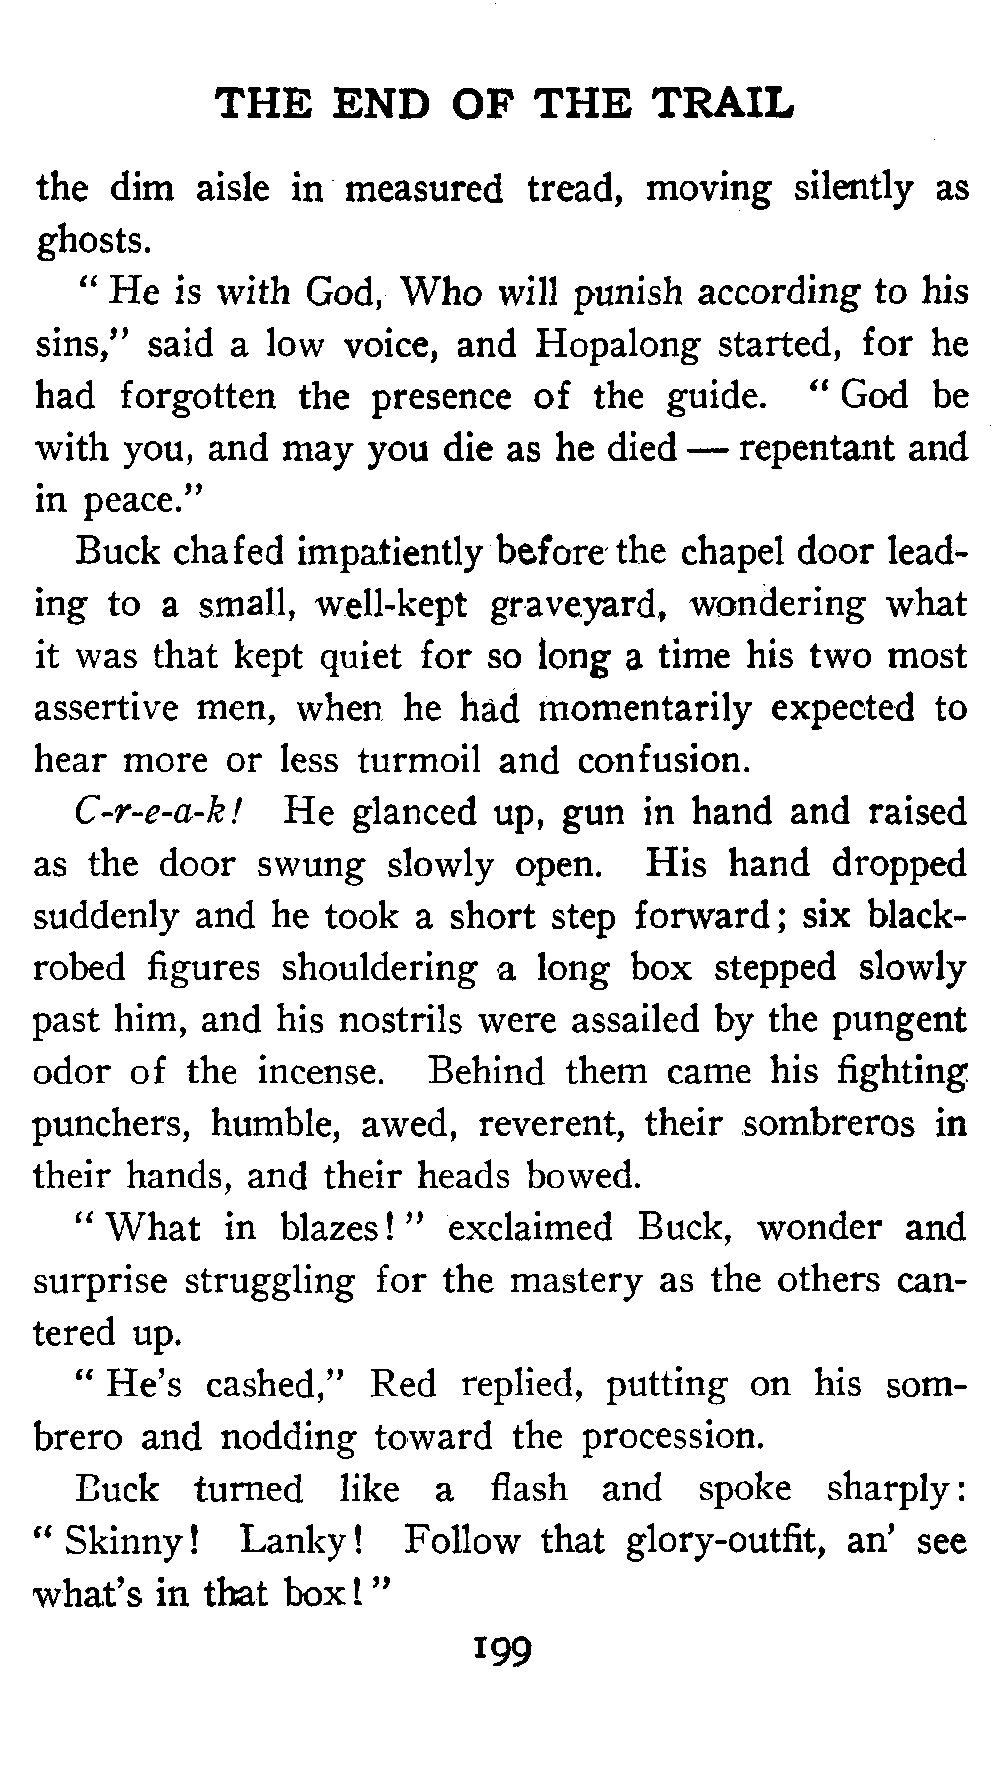 THE END OF THE TRAIL
the dim aisle in measured tread, moving silently as
ghosts.
" He is with God, Who will punish according to his
sins," said a low voice, and Hopalong started, for he
had forgotten the presence of the guide. " God be
with you, and may you die as he died — repentant and
in peace."
Buck chafed impatiently before the chapel door lead-
ing to a small, well-kept graveyard, wondering what
it was that kept quiet for so long a time his two most
assertive men, when he had momentarily expected to
hear more or less turmoil and confusion.
C-r-e-a-k! He glanced up, gun in hand and raised
as the door swung slowly open. His hand dropped
suddenly and he took a short step forward; six black-
robed figures shouldering a long box stepped slowly
past him, and his nostrils were assailed by the pungent
odor of the incense. Behind them came his fighting
punchers, humble, awed, reverent, their sombreros in
their hands, and their heads bowed.
" What in blazes! " exclaimed Buck, wonder and
surprise struggling for the mastery as the others can-
tered up.
" He's cashed," Red replied, putting on his som-
brero and nodding toward the procession.
Buck turned like a flash and spoke sharply:
" Skinny! Lanky! Follow that glory-outfit, an' see
what's in that box! "
199